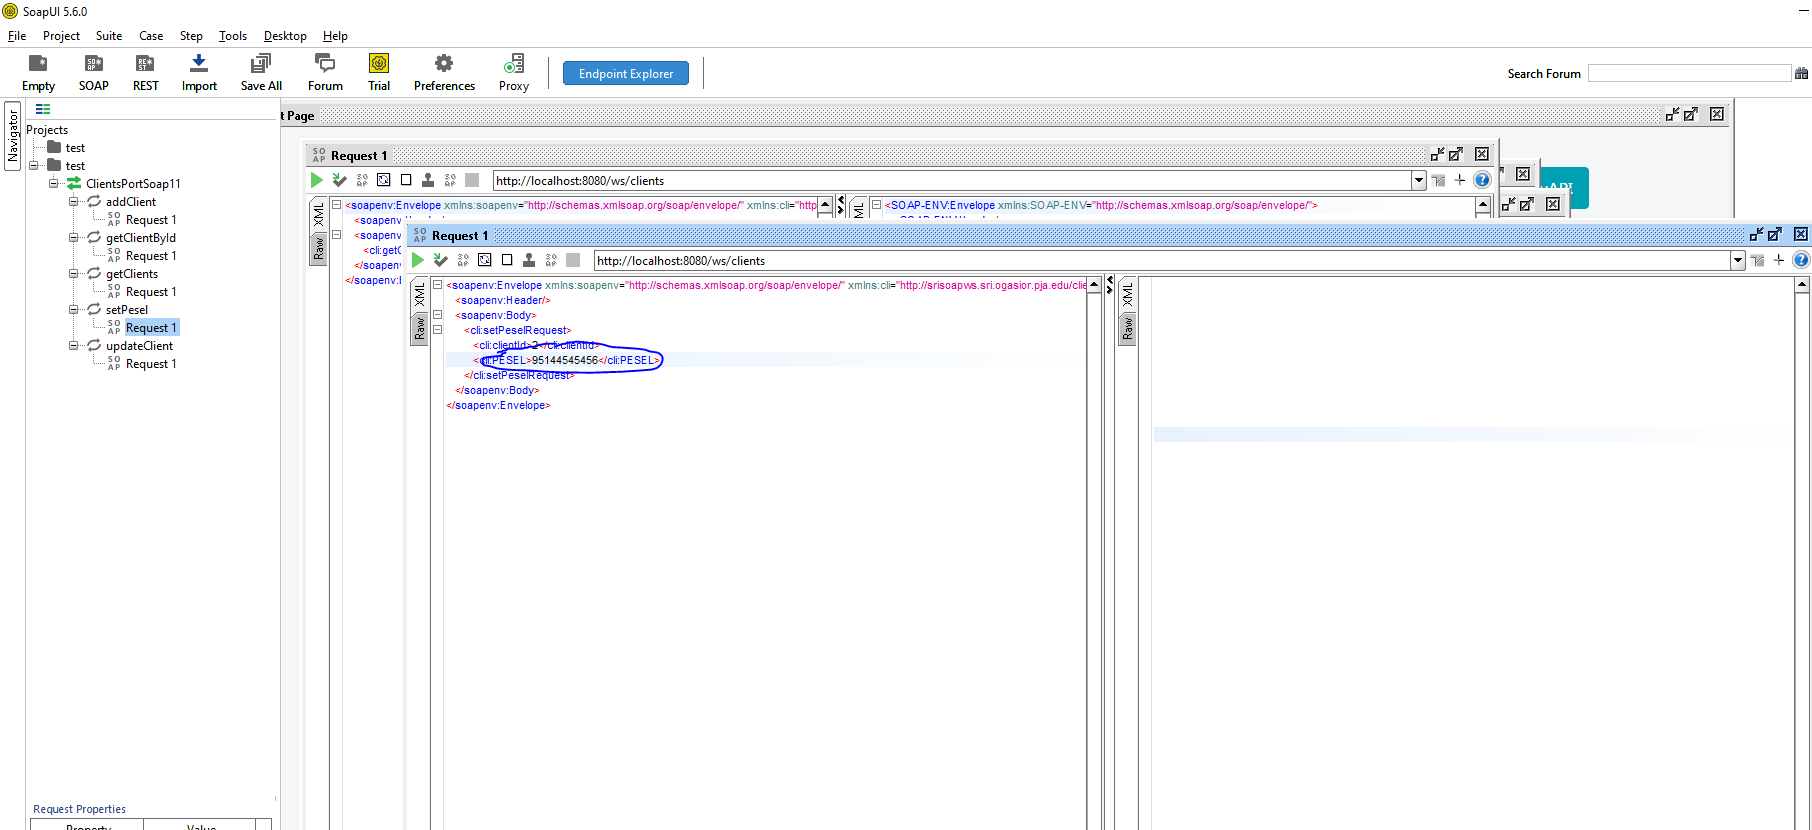 SoapUI 5.6.0
File Project Suite Case Step Tools Desktop Help
Empty SOAP REST Import Save All Forum Trial Preferences Proxy
Endpoint Explorer
Search Forum
Navigator
Projects
test
test
ClientsPortSoap11
addClient
Request 1
getClientById
Request 1
getClients
Request 1
setPesel
Request 1
updateClient
Request 1
Request Properties
Property Value
t Page
Request 1
http://localhost:8080/ws/clients
XML
Raw
<soapenv:Envelope xmlns:soapenv="http://schemas.xmlsoap.org/soap/envelope/" xmlns:cli="http
<soapenv
<soapenv
<cli:getC
</soapenv
</soapenv:E
XML
<SOAP-ENV:Envelope xmlns:SOAP-ENV="http://schemas.xmlsoap.org/soap/envelope/">
Request 1
http://localhost:8080/ws/clients
XML
Raw
<soapenv:Envelope xmlns:soapenv="http://schemas.xmlsoap.org/soap/envelope/" xmlns:cli="http://srisoapws.sri.ogasior.pja.edu/clie
<soapenv:Header/>
<soapenv:Body>
<cli:setPeselRequest>
<cli:clientId>2</cli:clientId>
<cli:PESEL>95144545456</cli:PESEL>
</cli:setPeselRequest>
</soapenv:Body>
</soapenv:Envelope>
XML
Raw